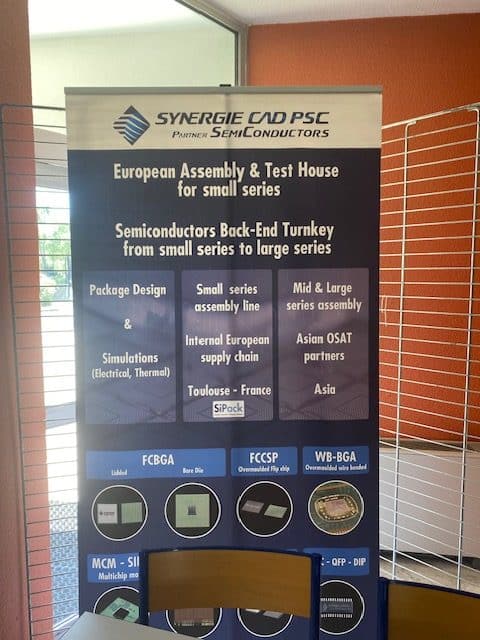 SYNERGIE CAD PSC
PARTNER SEMICONDUCTORS
European Assembly & Test House
for small series
Semiconductors Back-End Turnkey
from small series to large series
Package Design
&
Simulations
(Electrical, Thermal)
Small series
assembly line
Internal European
supply chain
Toulouse - France
SiPack
Mid & Large
series assembly
Asian OSAT
partners
Asia
FCBGA
Lidded
Bare Die
FCCSP
Overmoulded Flip chip
WB-BGA
Overmoulded wire bonded
MCM - SI
Multichip mo
- QFP - DIP